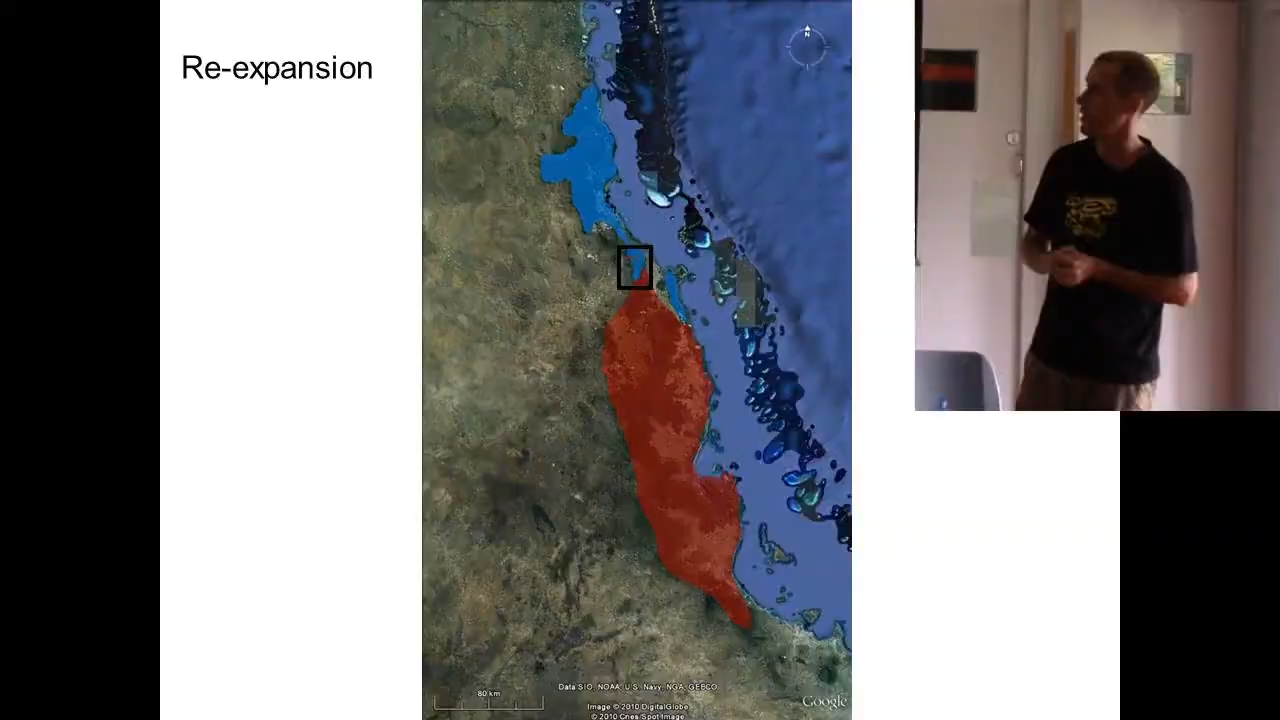 Re-expansion
N
80 km
Data SIO, NOAA, U.S. Navy, NGA, GEBCO
Image © 2010 DigitalGlobe
© 2010 Cnes/Spot Image
Google